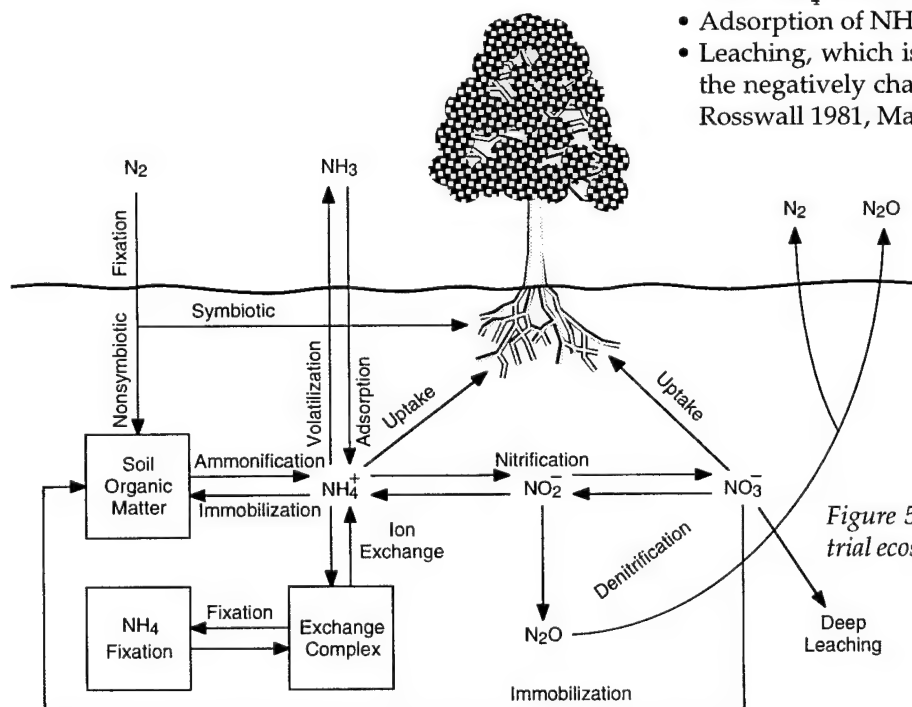 • Adsorption of NH
• Leaching, which is
the negatively cha
Rosswall 1981, Ma
N2
NH3
N2
N2O
Fixation
Symbiotic
Nonsymbiotic
Volatilization
Adsorption
Uptake
Uptake
Soil
Organic
Matter
Ammonification
Immobilization
NH4+
Nitrification
NO2-
NO3-
Ion
Exchange
Denitrification
Figure 5
trial ecos
NH4
Fixation
Fixation
Exchange
Complex
N2O
Deep
Leaching
Immobilization